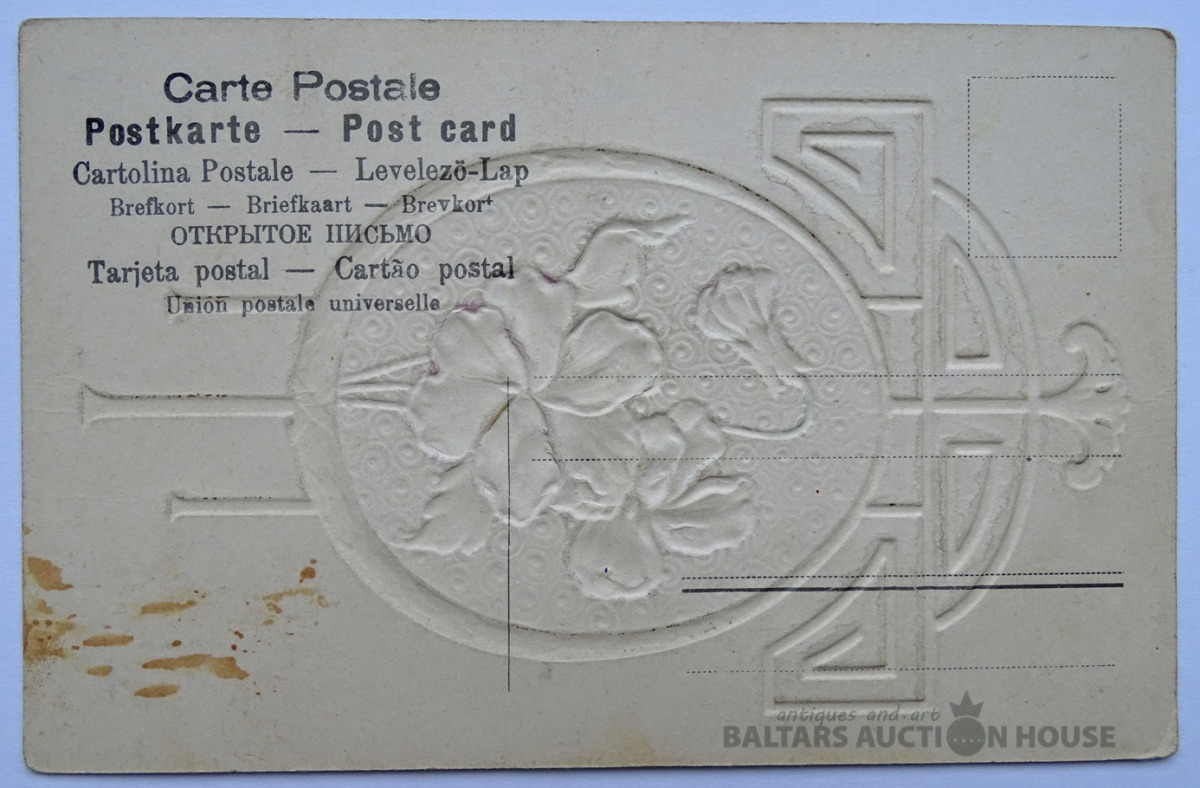 Carte Postale
Postkarte — Post card
Cartolina Postale — Levelezö-Lap
Brefkort — Briefkaart — Brevkort
ОТКРЫТОЕ ПИСЬМО
Tarjeta postal — Cartão postal
Unión postale universelle
antiques and art
BALTARS AUCTION HOUSE